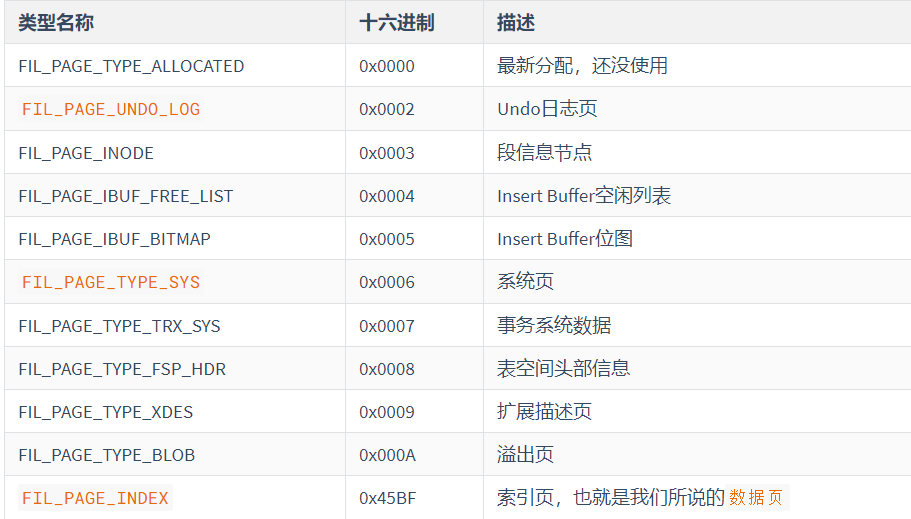 类型名称 十六进制 描述
FIL_PAGE_TYPE_ALLOCATED 0x0000 最新分配，还没使用
FIL_PAGE_UNDO_LOG 0x0002 Undo日志页
FIL_PAGE_INODE 0x0003 段信息节点
FIL_PAGE_IBUF_FREE_LIST 0x0004 Insert Buffer空闲列表
FIL_PAGE_IBUF_BITMAP 0x0005 Insert Buffer位图
FIL_PAGE_TYPE_SYS 0x0006 系统页
FIL_PAGE_TYPE_TRX_SYS 0x0007 事务系统数据
FIL_PAGE_TYPE_FSP_HDR 0x0008 表空间头部信息
FIL_PAGE_TYPE_XDES 0x0009 扩展描述页
FIL_PAGE_TYPE_BLOB 0x000A 溢出页
FIL_PAGE_INDEX 0x45BF 索引页，也就是我们所说的数据页